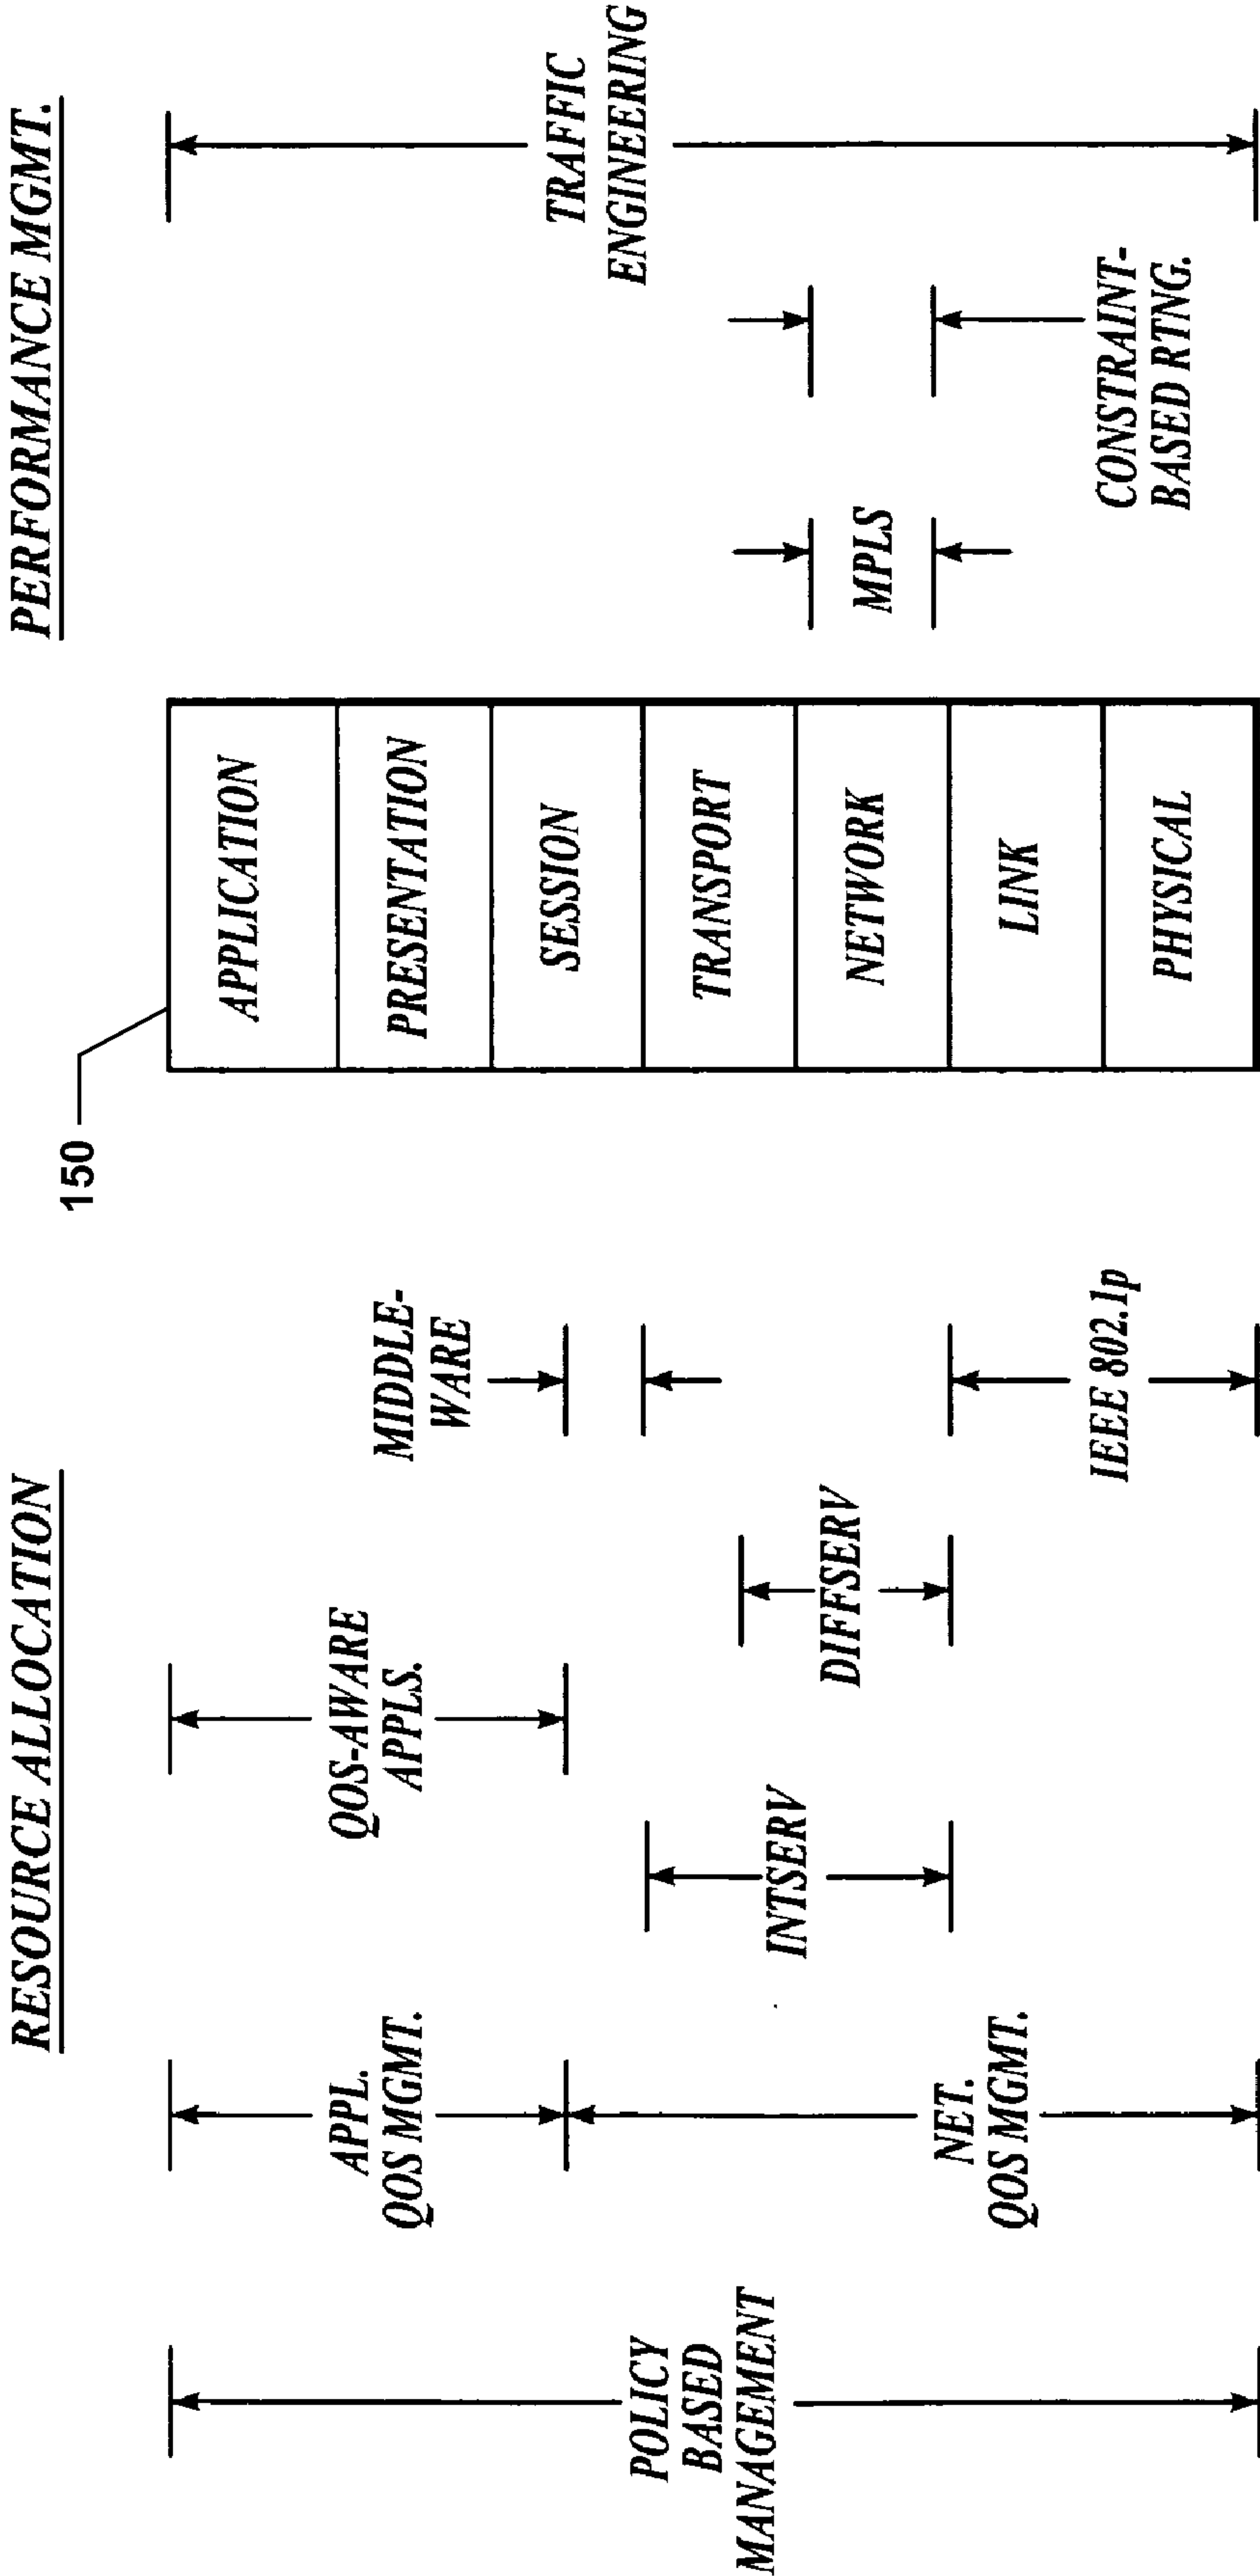 RESOURCE ALLOCATION
PERFORMANCE MGMT.
150
POLICY
BASED
MANAGEMENT
APPL.
QOS MGMT.
NET.
QOS MGMT.
INTSERV
QOS-AWARE
APPLS.
DIFFSERV
MIDDLE-
WARE
IEEE 802.1p
APPLICATION
PRESENTATION
SESSION
TRANSPORT
NETWORK
LINK
PHYSICAL
MPLS
CONSTRAINT-
BASED RTNG.
TRAFFIC
ENGINEERING